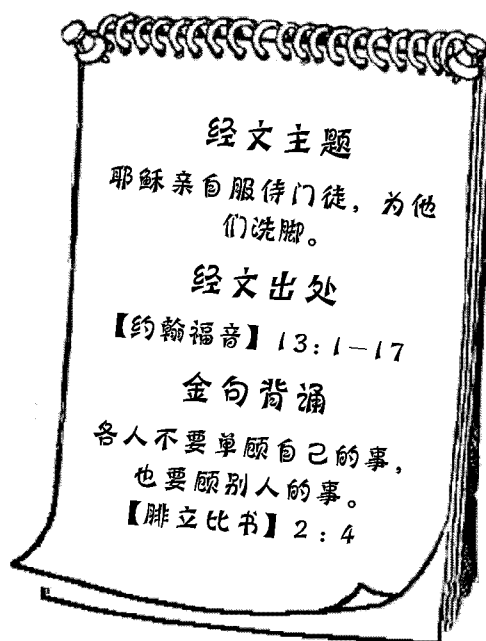 经文主题
耶稣亲自服侍门徒，为他
们洗脚。
经文出处
【约翰福音】13：1—17
金句背诵
各人不要单顾自己的事，
也要顾别人的事。
【腓立比书】2：4